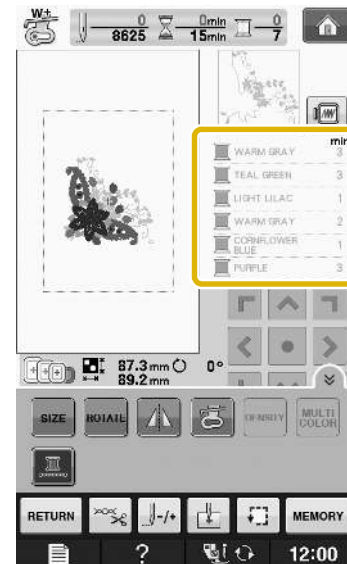 W+
0
8625
0min
15min
0
7
min
WARM GRAY 3
TEAL GREEN 3
LIGHT LILAC 1
WARM GRAY 2
CORNFLOWER
BLUE 1
PURPLE 3
87.3mm
89.2mm
0°
SIZE
ROTATE
DENSITY
MULTI
COLOR
RETURN
-/+
MEMORY
?
12:00